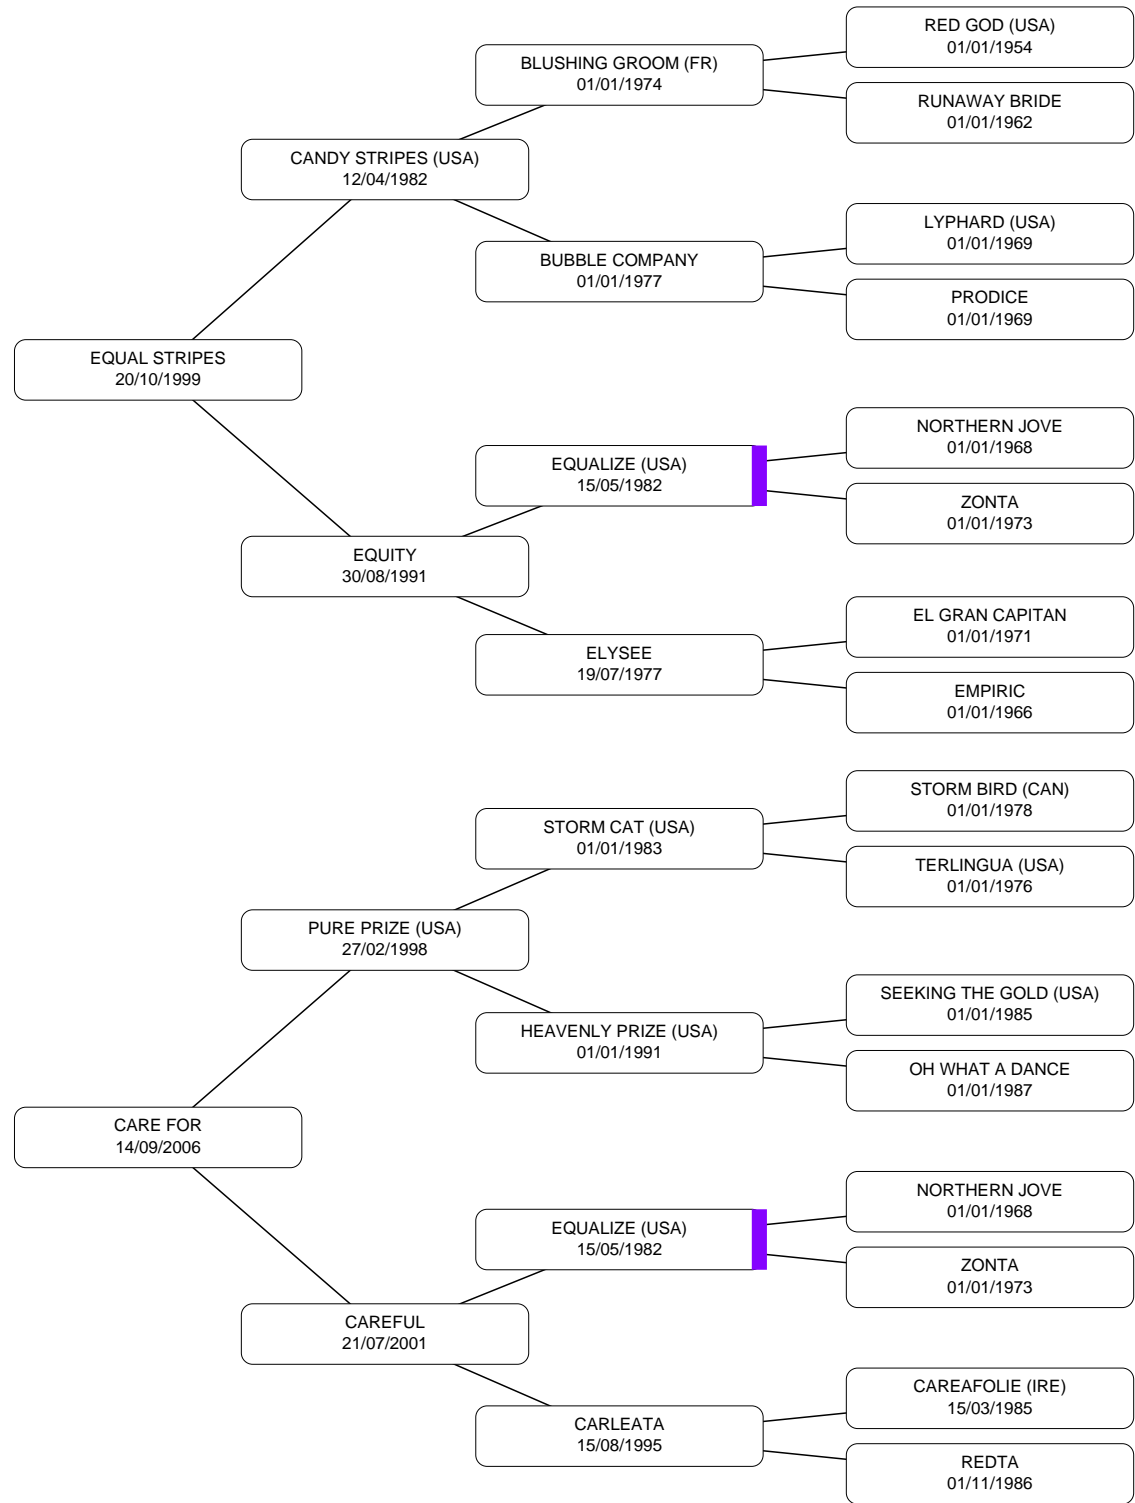 RED GOD (USA)
01/01/1954
BLUSHING GROOM (FR)
01/01/1974
RUNAWAY BRIDE
01/01/1962
CANDY STRIPES (USA)
12/04/1982
LYPHARD (USA)
01/01/1969
BUBBLE COMPANY
01/01/1977
PRODICE
01/01/1969
EQUAL STRIPES
20/10/1999
NORTHERN JOVE
01/01/1968
EQUALIZE (USA)
15/05/1982
ZONTA
01/01/1973
EQUITY
30/08/1991
EL GRAN CAPITAN
01/01/1971
ELYSEE
19/07/1977
EMPIRIC
01/01/1966
STORM BIRD (CAN)
01/01/1978
STORM CAT (USA)
01/01/1983
TERLINGUA (USA)
01/01/1976
PURE PRIZE (USA)
27/02/1998
SEEKING THE GOLD (USA)
01/01/1985
HEAVENLY PRIZE (USA)
01/01/1991
OH WHAT A DANCE
01/01/1987
CARE FOR
14/09/2006
NORTHERN JOVE
01/01/1968
EQUALIZE (USA)
15/05/1982
ZONTA
01/01/1973
CAREFUL
21/07/2001
CAREAFOLIE (IRE)
15/03/1985
CARLEATA
15/08/1995
REDTA
01/11/1986